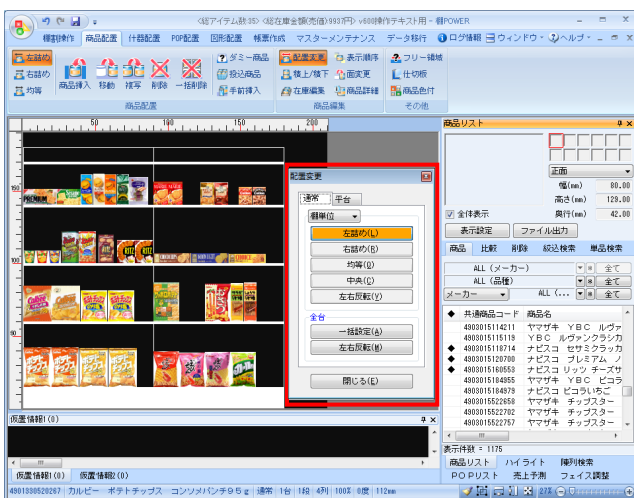 <総アイテム数:35> <総在庫金額(売価)9937円> v600操作テキスト用 - 棚POWER
棚割操作 商品配置 什器配置 POP配置 図形配置 帳票作成 マスターメンテナンス データ移行 ログ情報 ウィンドウ ヘルプ
左詰め
右詰め
均等
商品挿入 移動 複写 削除 一括削除
ダミー商品
仮投込商品
手前挿入
配置変更 表示順序
積上/積下 面変更
在庫編集 商品詳細
フリー領域
仕切板
商品色付
商品配置 商品編集 その他
50 100 150 200
150
100
50
PREMIUM
RITZ RITZ
配置変更
通常 平台
棚単位
左詰め(L)
右詰め(R)
均等(Q)
中央(C)
左右反転(Y)
全台
一括設定(A)
左右反転(W)
閉じる(E)
商品リスト
正面
幅(mm) 80.00
高さ(mm) 129.00
全体表示 奥行(mm) 42.00
表示設定 ファイル出力
商品 比較 削除 絞込検索 単品検索
ALL (メーカー) 全て
ALL (品種) 全て
メーカー ALL (... 全て
◆ 共通商品コード 商品名
4903015114211 ヤマザキ YBC ルヴァ
4903015115119 YBC ルヴァンクラシカ
◆ 4903015118714 ナビスコ セサミクラッカ
◆ 4903015120700 ナビスコ プレミアム ノ
◆ 4903015160553 ナビスコ リッツ チーズサ
4903015184955 ヤマザキ YBC ピコラ
4903015184979 ナビスコ ピコラいちご
4903015522658 ヤマザキ チップスター
4903015522702 ヤマザキ チップスター
4903015522757 ヤマザキ チップスター
表示件数 = 1175
商品リスト ハイライト 陳列検索
POPリスト 売上予測 フェイス調整
仮置情報1(0)
仮置情報1(0) 仮置情報2(0)
4901330520267 カルビー ポテトチップス コンソメパンチ95g 通常 1台 1段 4列 100% 0度 112mm 27%